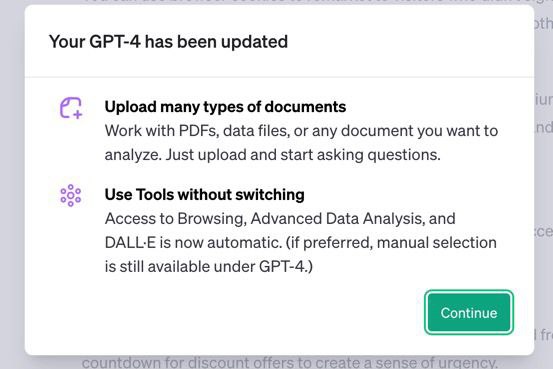 Your GPT-4 has been updated
Upload many types of documents
Work with PDFs, data files, or any document you want to
analyze. Just upload and start asking questions.
Use Tools without switching
Access to Browsing, Advanced Data Analysis, and
DALL·E is now automatic. (if preferred, manual selection
is still available under GPT-4.)
Continue
countdown for discount offers to create a sense of urgency.